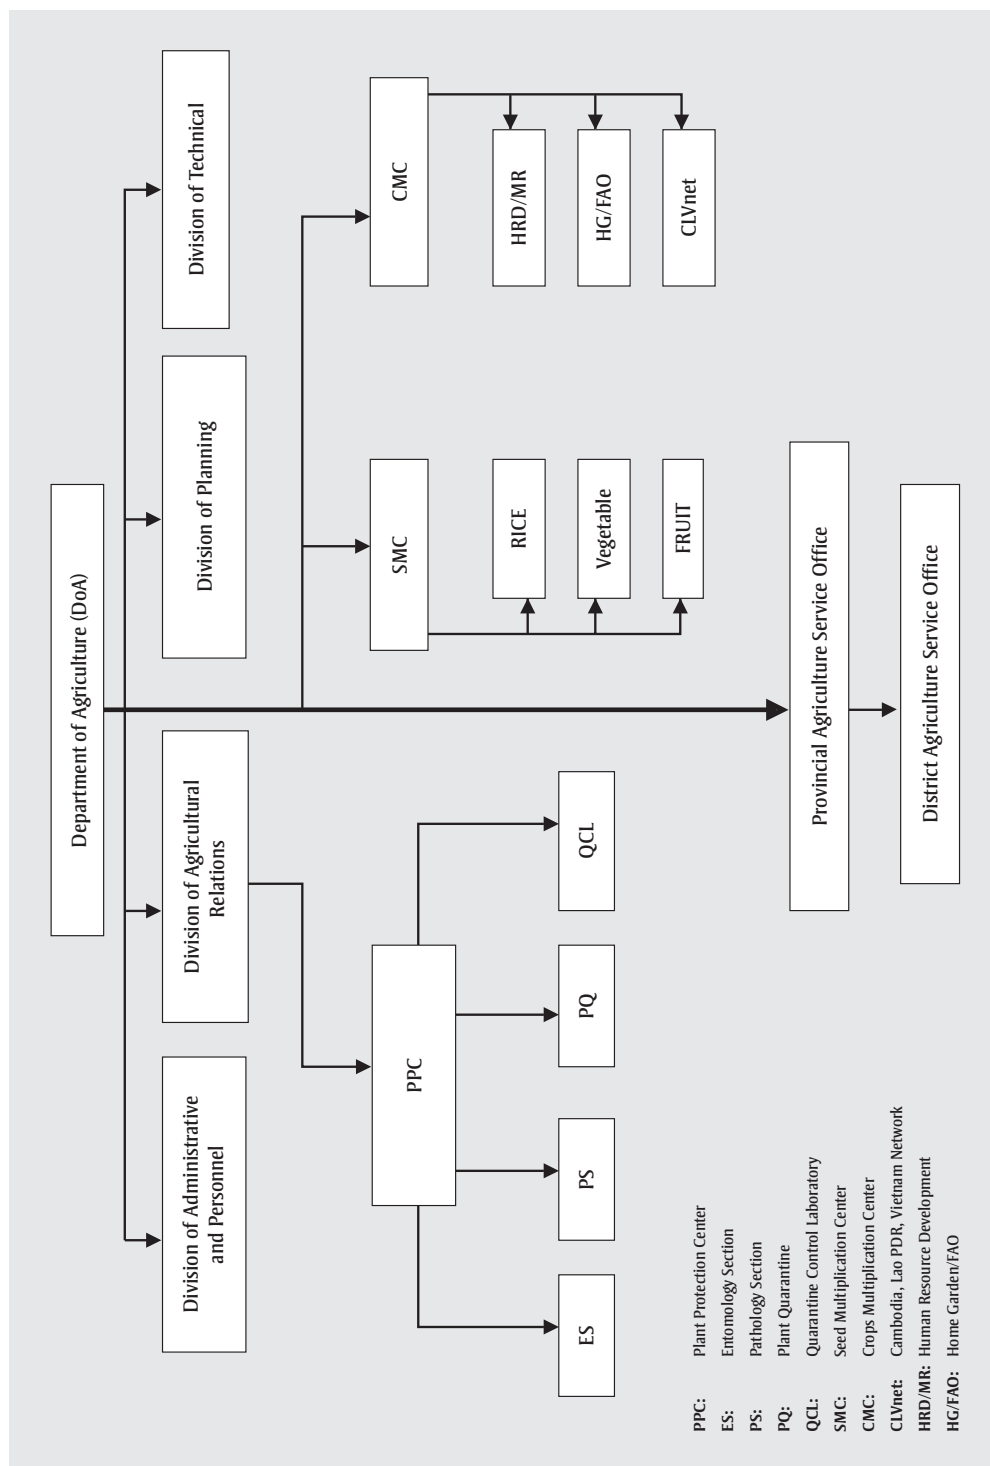 Department of Agriculture (DoA)
Division of Administrative
and Personnel
Division of Agricultural
Relations
Division of Planning
Division of Technical
PPC
SMC
CMC
ES
PS
PQ
QCL
RICE
Vegetable
FRUIT
HRD/MR
HG/FAO
CLVnet
Provincial Agriculture Service Office
District Agriculture Service Office
PPC: Plant Protection Center
ES: Entomology Section
PS: Pathology Section
PQ: Plant Quarantine
QCL: Quarantine Control Laboratory
SMC: Seed Multiplication Center
CMC: Crops Multiplication Center
CLVnet: Cambodia, Lao PDR, Vietnam Network
HRD/MR: Human Resource Development
HG/FAO: Home Garden/FAO